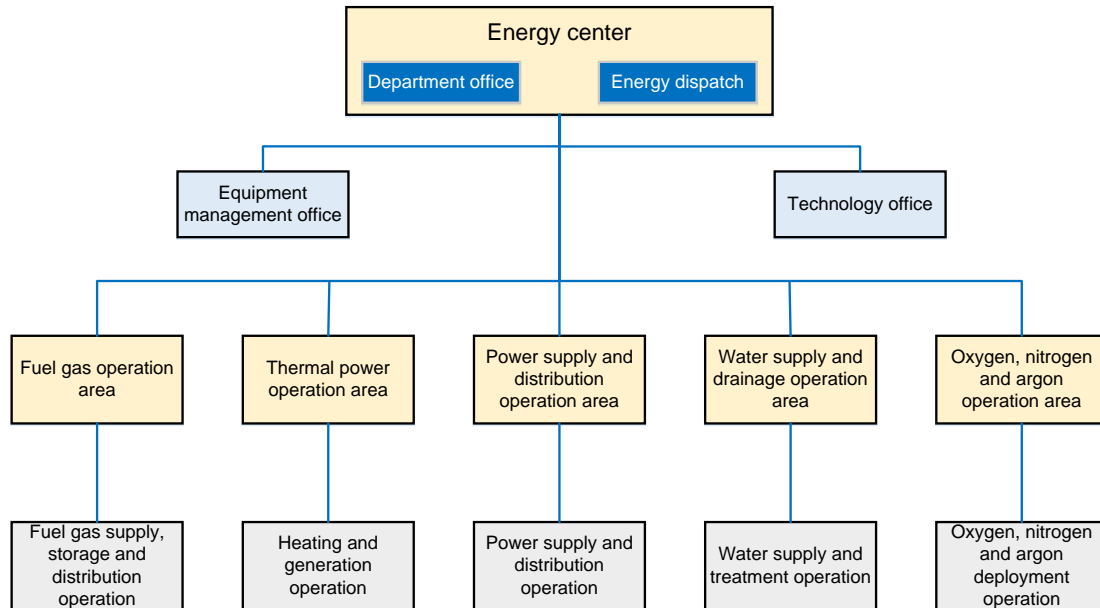 Energy center
Department office
Energy dispatch
Equipment
management office
Technology office
Fuel gas operation
area
Thermal power
operation area
Power supply and
distribution
operation area
Water supply and
drainage operation
area
Oxygen, nitrogen
and argon
operation area
Fuel gas supply,
storage and
distribution
operation
Heating and
generation
operation
Power supply and
distribution
operation
Water supply and
treatment operation
Oxygen, nitrogen
and argon
deployment
operation